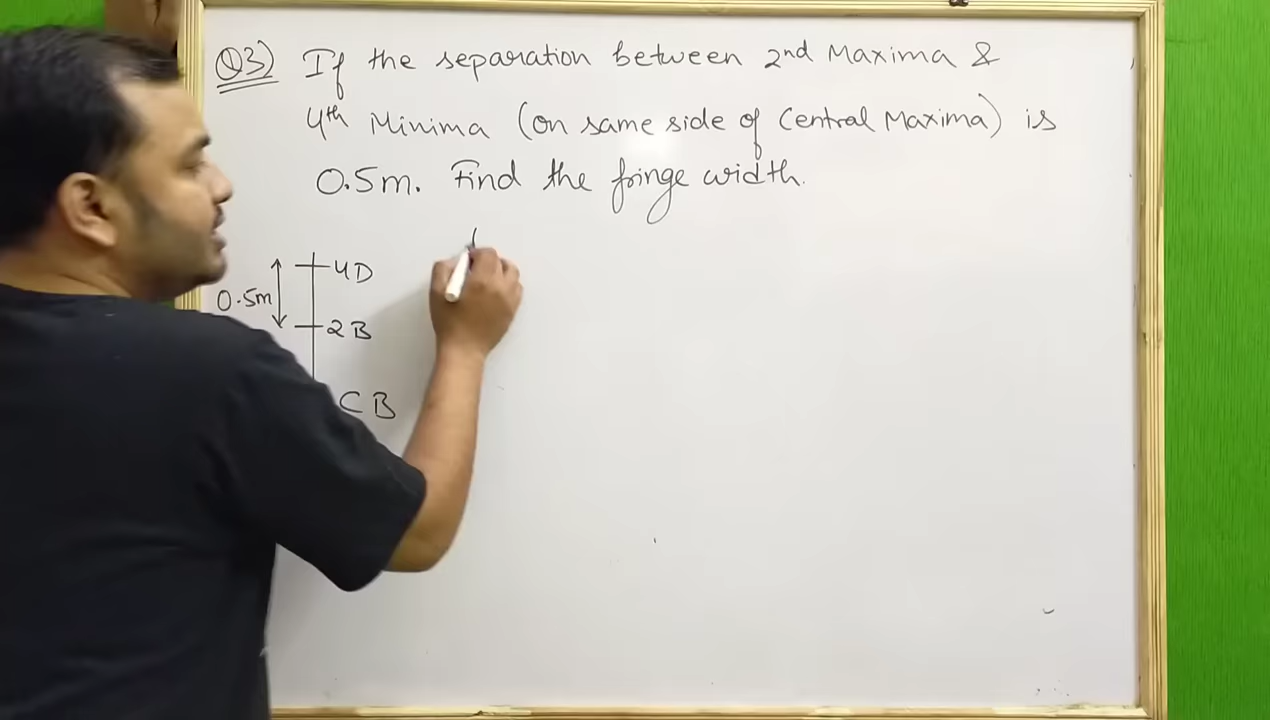 Q3) If the separation between 2nd Maxima &
4th Minima (on same side of Central Maxima) is
0.5m. Find the fringe width.
4D
0.5m
2B
CB